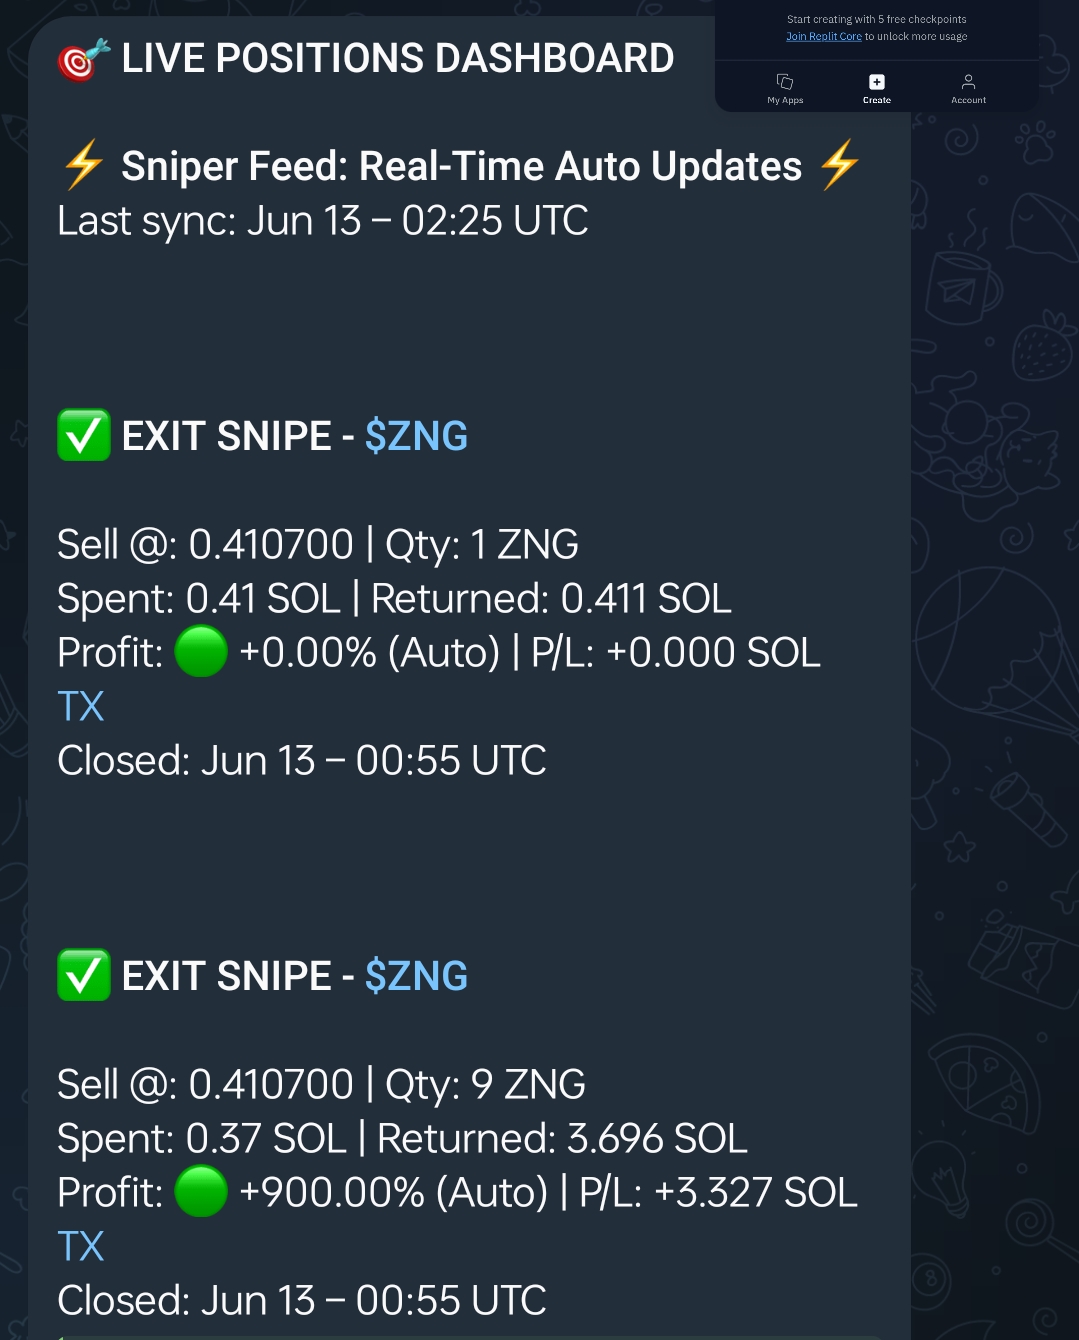 Start creating with 5 free checkpoints
Join Replit Core to unlock more usage
My Apps
Create
Account
🎯 LIVE POSITIONS DASHBOARD
⚡ Sniper Feed: Real-Time Auto Updates ⚡
Last sync: Jun 13 – 02:25 UTC
✅ EXIT SNIPE - $ZNG
Sell @: 0.410700 | Qty: 1 ZNG
Spent: 0.41 SOL | Returned: 0.411 SOL
Profit: 🟢 +0.00% (Auto) | P/L: +0.000 SOL
TX
Closed: Jun 13 – 00:55 UTC
✅ EXIT SNIPE - $ZNG
Sell @: 0.410700 | Qty: 9 ZNG
Spent: 0.37 SOL | Returned: 3.696 SOL
Profit: 🟢 +900.00% (Auto) | P/L: +3.327 SOL
TX
Closed: Jun 13 – 00:55 UTC